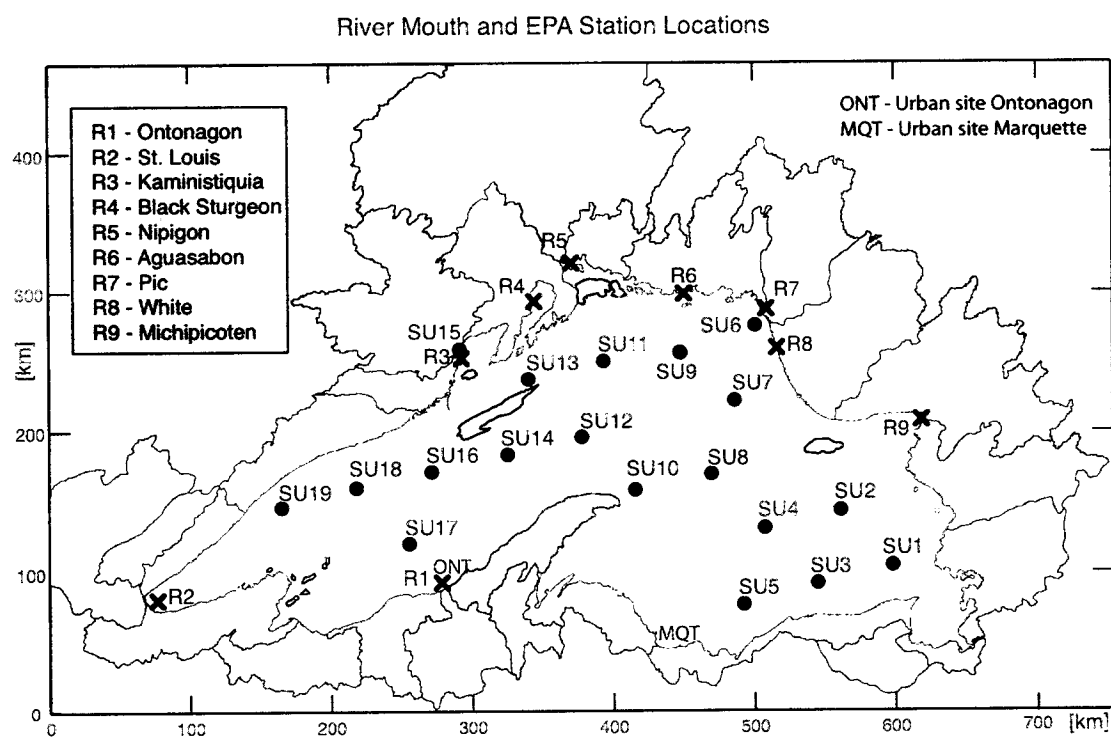 River Mouth and EPA Station Locations
R1 - Ontonagon
R2 - St. Louis
R3 - Kaministiquia
R4 - Black Sturgeon
R5 - Nipigon
R6 - Aguasabon
R7 - Pic
R8 - White
R9 - Michipicoten
ONT - Urban site Ontonagon
MQT - Urban site Marquette
400
300
[km]
200
100
0
R5
R4
R6
R7
SU15
R3
SU13
SU11
SU6
SU9
R8
SU7
SU12
R9
SU14
SU16
SU18
SU19
SU10
SU8
SU2
SU17
SU4
SU1
R1
ONT
SU3
SU5
R2
MQT
0
100
200
300
400
500
600
700
[km]